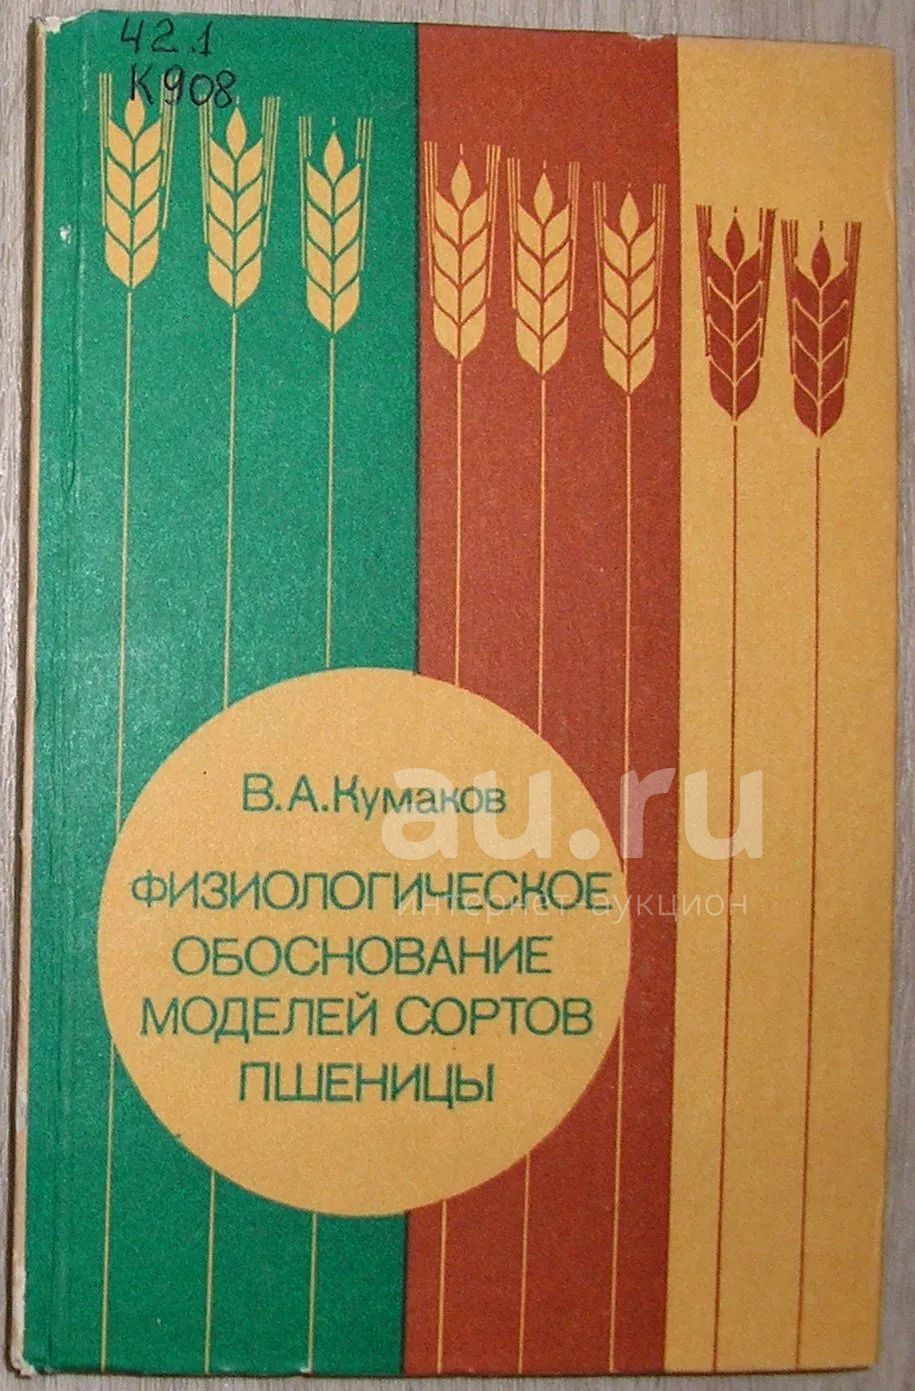 42.1
К908
В.А.Кумаков
ФИЗИОЛОГИЧЕСКОЕ
ОБОСНОВАНИЕ
МОДЕЛЕЙ СОРТОВ
ПШЕНИЦЫ
au.ru
интернет-аукцион